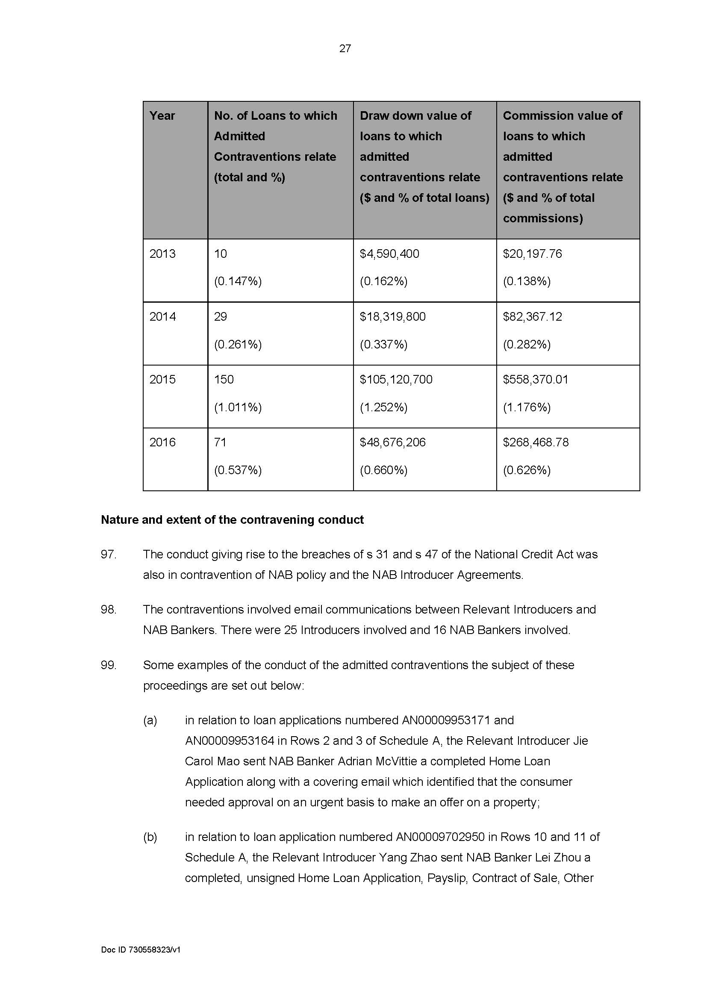 27
Year
No. of Loans to which
Admitted
Contraventions relate
(total and %)
Draw down value of
loans to which
admitted
contraventions relate
($ and % of total loans)
Commission value of
loans to which
admitted
contraventions relate
($ and % of total
commissions)
2013
10
(0.147%)
$4,590,400
(0.162%)
$20,197.76
(0.138%)
2014
29
(0.261%)
$18,319,800
(0.337%)
$82,367.12
(0.282%)
2015
150
(1.011%)
$105,120,700
(1.252%)
$558,370.01
(1.176%)
2016
71
(0.537%)
$48,676,206
(0.660%)
$268,468.78
(0.626%)
Nature and extent of the contravening conduct
97. The conduct giving rise to the breaches of s 31 and s 47 of the National Credit Act was
also in contravention of NAB policy and the NAB Introducer Agreements.
98. The contraventions involved email communications between Relevant Introducers and
NAB Bankers. There were 25 Introducers involved and 16 NAB Bankers involved.
99. Some examples of the conduct of the admitted contraventions the subject of these
proceedings are set out below:
(a) in relation to loan applications numbered AN00009953171 and
AN00009953164 in Rows 2 and 3 of Schedule A, the Relevant Introducer Jie
Carol Mao sent NAB Banker Adrian McVittie a completed Home Loan
Application along with a covering email which identified that the consumer
needed approval on an urgent basis to make an offer on a property;
(b) in relation to loan application numbered AN00009702950 in Rows 10 and 11 of
Schedule A, the Relevant Introducer Yang Zhao sent NAB Banker Lei Zhou a
completed, unsigned Home Loan Application, Payslip, Contract of Sale, Other
Doc ID 730558323/v1